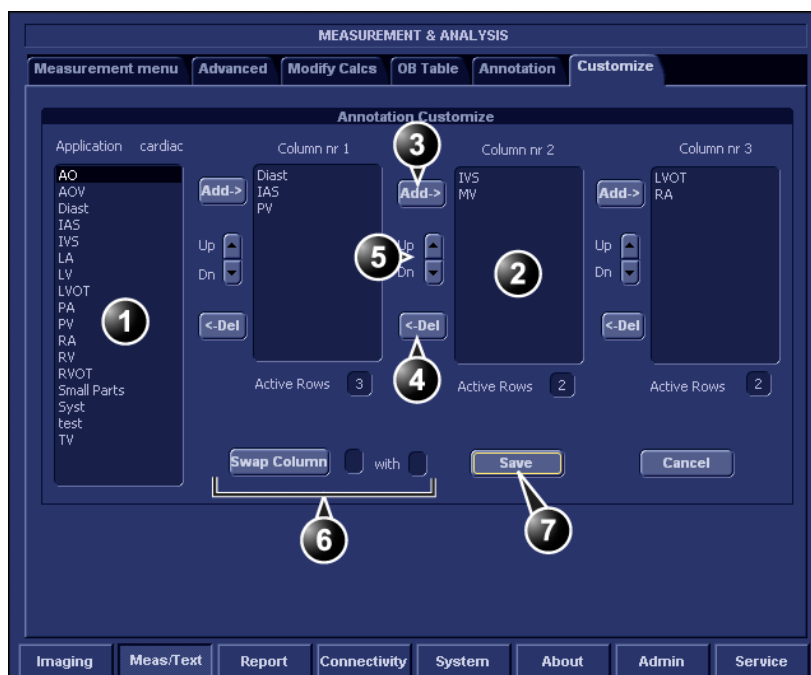 MEASUREMENT & ANALYSIS
Measurement menu Advanced Modify Calcs OB Table Annotation Customize
Annotation Customize
Application cardiac
AO
AOV
Diast
IAS
IVS
LA
LV
LVOT
PA
PV
RA
RV
RVOT
Small Parts
Syst
test
TV
1
Add->
Up
Dn
<-Del
Column nr 1
Diast
IAS
PV
Active Rows 3
3
Add->
Up
Dn
5
<-Del
4
Column nr 2
IVS
MV
2
Active Rows 2
Add->
Up
Dn
<-Del
Column nr 3
LVOT
RA
Active Rows 2
Swap Column with
6
Save
7
Cancel
Imaging Meas/Text Report Connectivity System About Admin Service